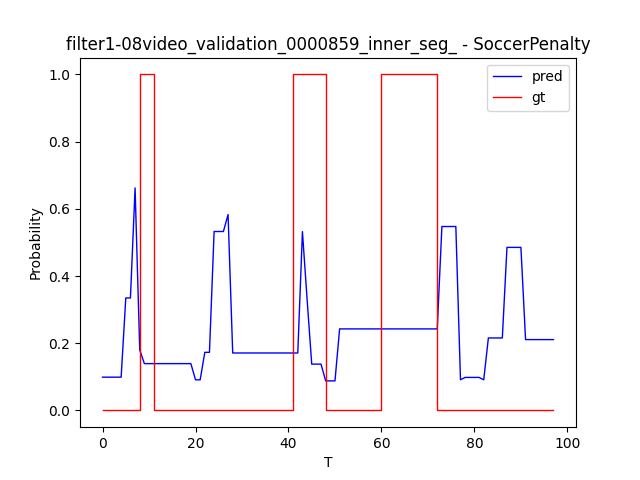 filter1-08video_validation_0000859_inner_seg_ - SoccerPenalty
pred
gt
1.0
0.8
0.6
0.4
0.2
0.0
Probability
0
20
40
60
80
100
T